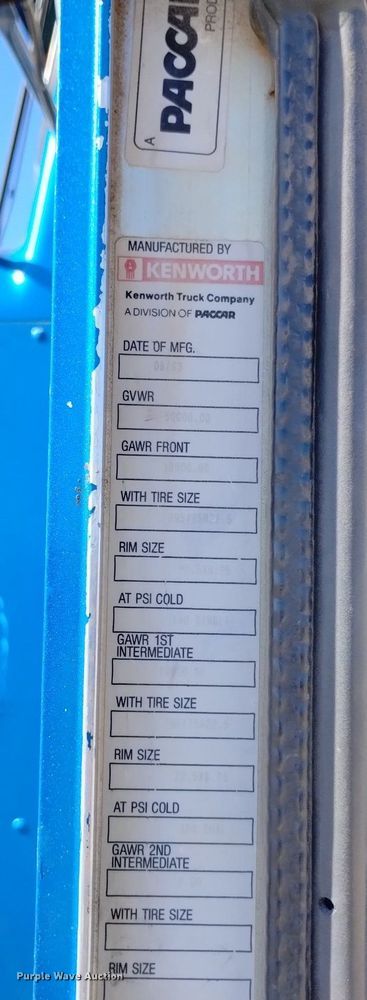 A
PACCAR
PROD
MANUFACTURED BY
KENWORTH
Kenworth Truck Company
A DIVISION OF PACCAR
DATE OF MFG.
GVWR
GAWR FRONT
WITH TIRE SIZE
RIM SIZE
AT PSI COLD
GAWR 1ST
INTERMEDIATE
WITH TIRE SIZE
RIM SIZE
AT PSI COLD
GAWR 2ND
INTERMEDIATE
WITH TIRE SIZE
RIM SIZE
Purple Wave Auction